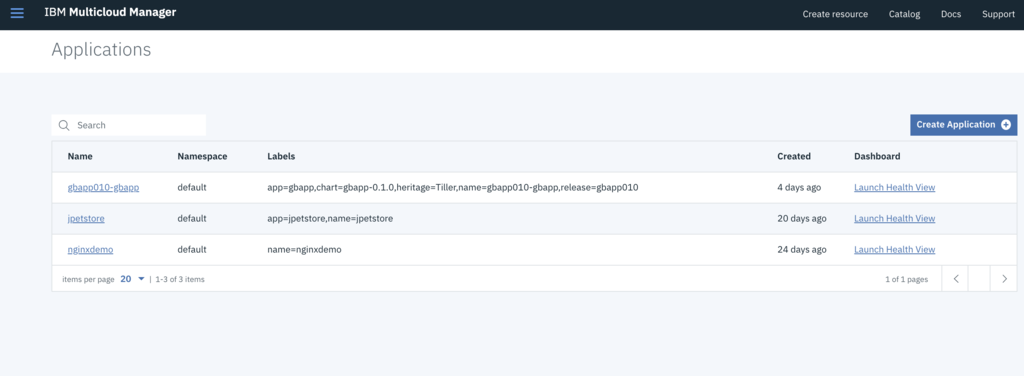 IBM Multicloud Manager Create resource Catalog Docs Support
Applications
Search Create Application
Name Namespace Labels Created Dashboard
gbapp010-gbapp default app=gbapp,chart=gbapp-0.1.0,heritage=Tiller,name=gbapp010-gbapp,release=gbapp010 4 days ago Launch Health View
jpetstore default app=jpetstore,name=jpetstore 20 days ago Launch Health View
nginxdemo default name=nginxdemo 24 days ago Launch Health View
items per page 20 | 1-3 of 3 items 1 of 1 pages